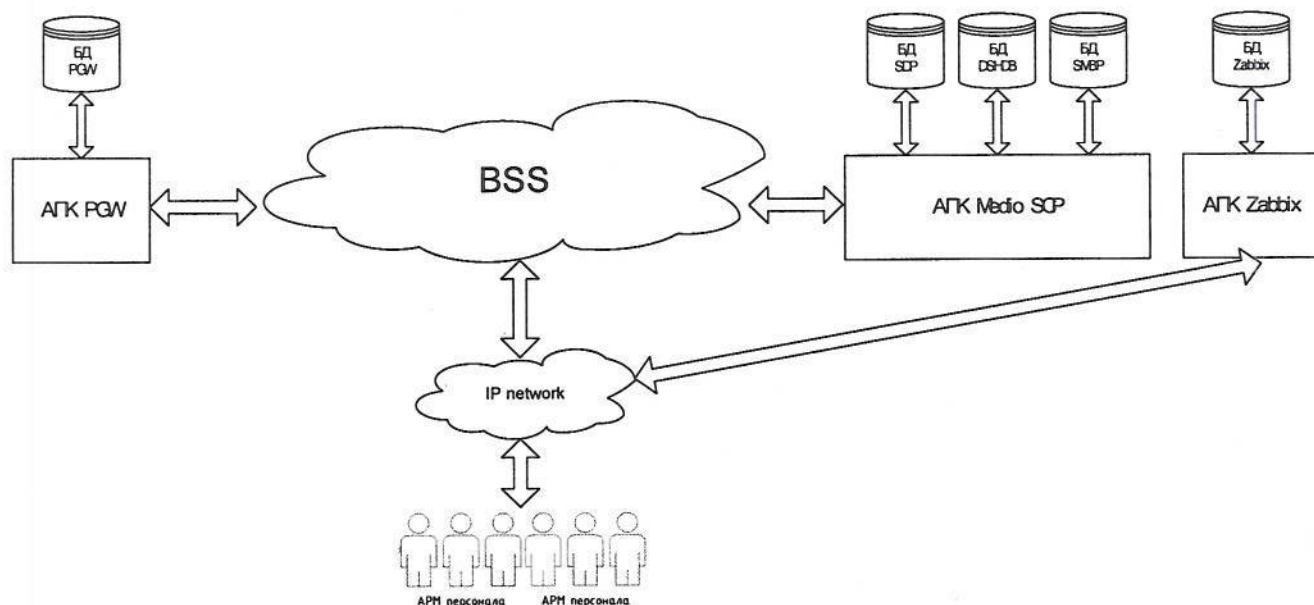 БД
PGW
БД
SDP
БД
DSHDB
БД
SMBP
БД
Zabbix
АПК PGW
BSS
АПК Medio SCP
АПК Zabbix
IP network
АРМ персонала
АРМ персонала